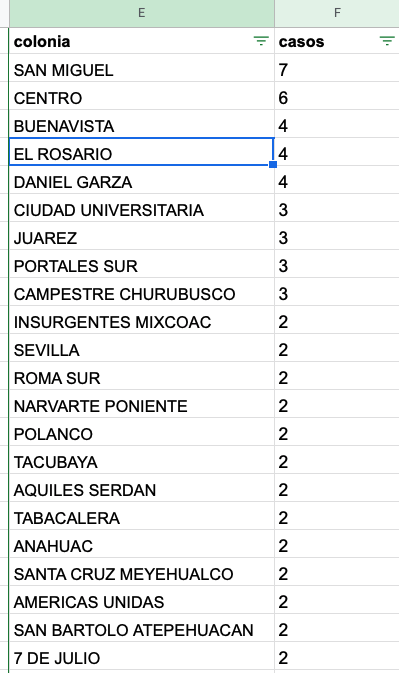 E F
colonia casos
SAN MIGUEL 7
CENTRO 6
BUENAVISTA 4
EL ROSARIO 4
DANIEL GARZA 4
CIUDAD UNIVERSITARIA 3
JUAREZ 3
PORTALES SUR 3
CAMPESTRE CHURUBUSCO 3
INSURGENTES MIXCOAC 2
SEVILLA 2
ROMA SUR 2
NARVARTE PONIENTE 2
POLANCO 2
TACUBAYA 2
AQUILES SERDAN 2
TABACALERA 2
ANAHUAC 2
SANTA CRUZ MEYEHUALCO 2
AMERICAS UNIDAS 2
SAN BARTOLO ATEPEHUACAN 2
7 DE JULIO 2